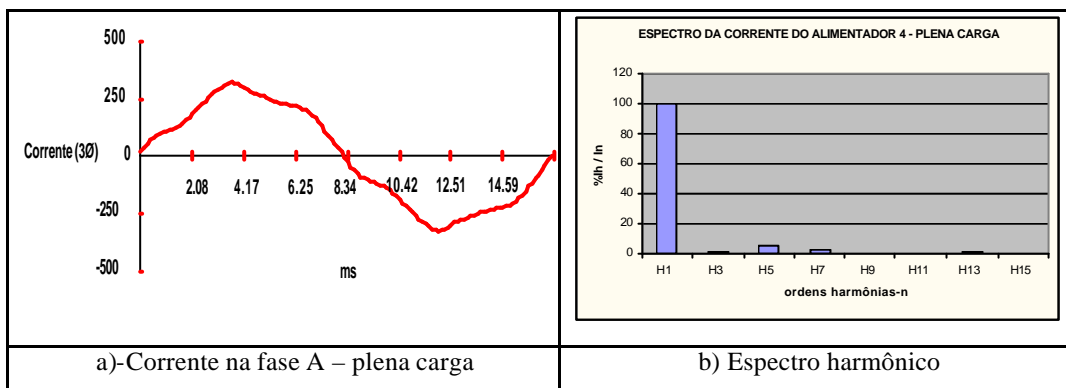 500
250
Corrente (3Ø)
0
2.08 4.17 6.25 8.34 10.42 12.51 14.59
-250
-500
ms
ESPECTRO DA CORRENTE DO ALIMENTADOR 4 - PLENA CARGA
%Ih / In
120
100
80
60
40
20
0
H1 H3 H5 H7 H9 H11 H13 H15
ordens harmônias-n
a)-Corrente na fase A – plena carga
b) Espectro harmônico